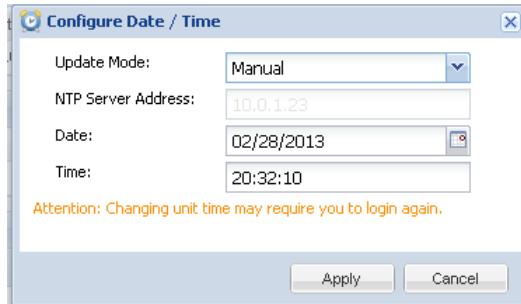 Configure Date / Time
Update Mode: Manual
NTP Server Address: 10.0.1.23
Date: 02/28/2013
Time: 20:32:10
Attention: Changing unit time may require you to login again.
Apply Cancel